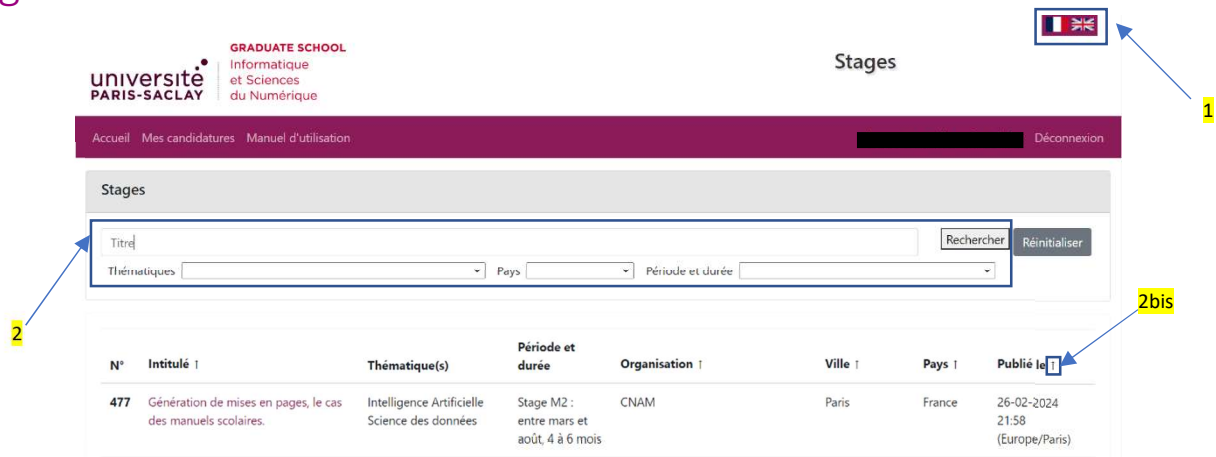 g
GRADUATE SCHOOL
Informatique
et Sciences
du Numérique
université
PARIS-SACLAY
Stages
1
Accueil Mes candidatures Manuel d'utilisation Déconnexion
Stages
Titre Rechercher Réinitialiser
Thématiques Pays Période et durée
2bis
2
N° Intitulé ↑ Thématique(s) Période et durée Organisation ↑ Ville ↑ Pays ↑ Publié le ↑
477 Génération de mises en pages, le cas Intelligence Artificielle Stage M2 : CNAM Paris France 26-02-2024
des manuels scolaires. Science des données entre mars et 21:58
août, 4 à 6 mois (Europe/Paris)